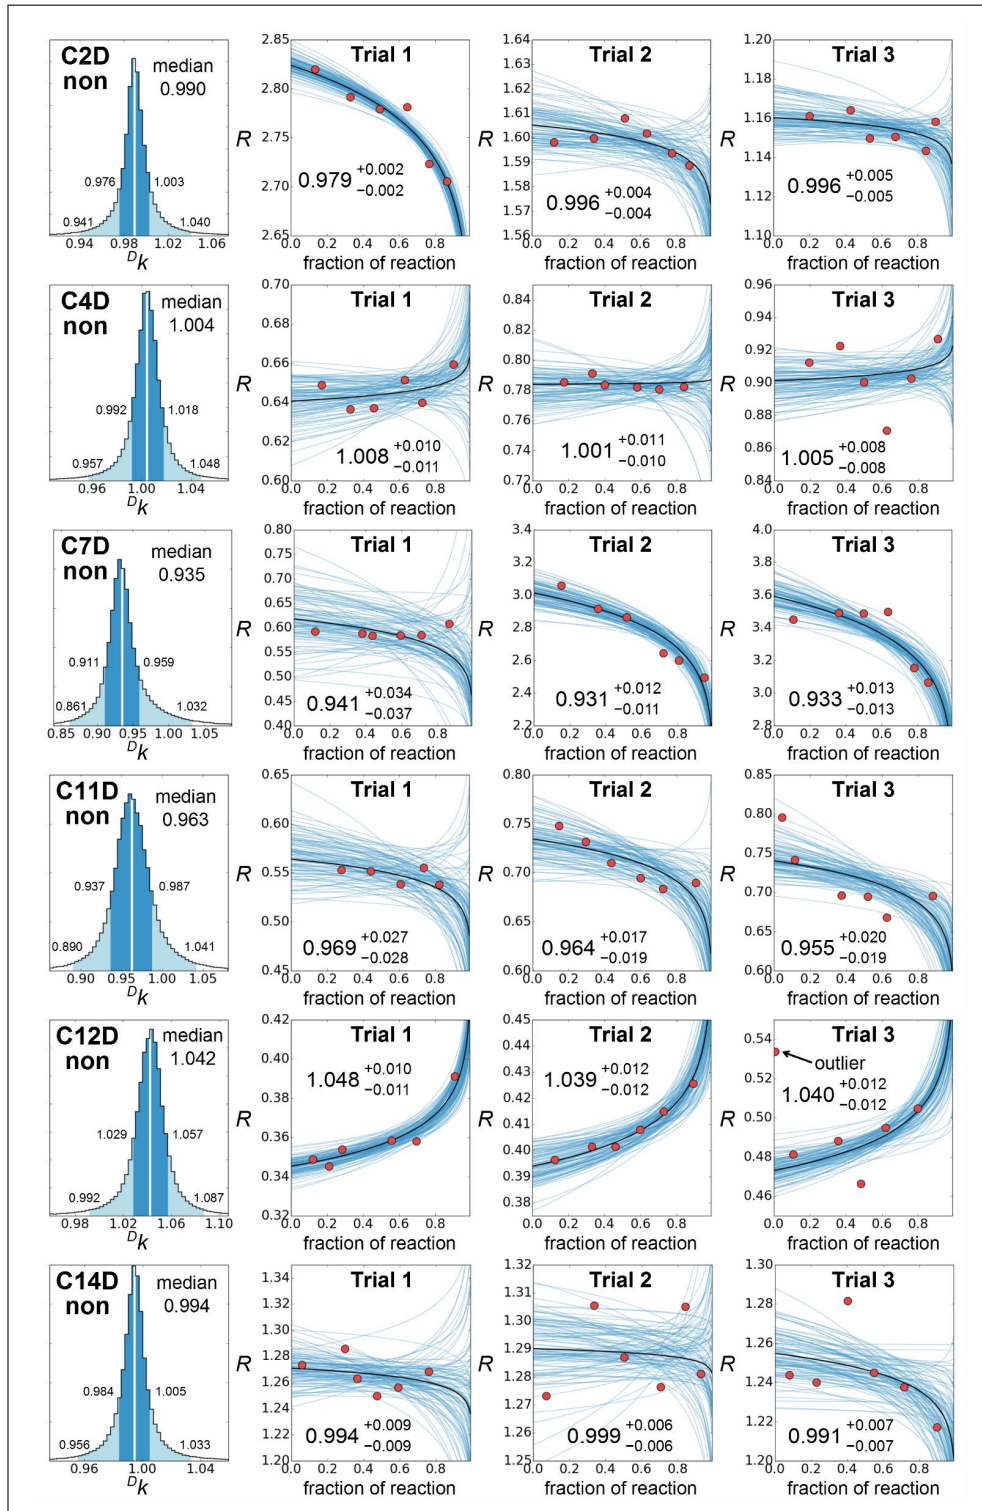 C2D
non
median
0.990
0.976
1.003
0.941
1.040
0.94 0.98 1.02 1.06
Dk
Trial 1
2.85
2.80
2.75
2.70
2.65
R
0.979 +0.002 −0.002
0.0 0.2 0.4 0.6 0.8
fraction of reaction
Trial 2
1.64
1.63
1.62
1.61
1.60
1.59
1.58
1.57
1.56
R
0.996 +0.004 −0.004
0.0 0.2 0.4 0.6 0.8
fraction of reaction
Trial 3
1.20
1.18
1.16
1.14
1.12
1.10
R
0.996 +0.005 −0.005
0.0 0.2 0.4 0.6 0.8
fraction of reaction
C4D
non
median
1.004
0.992
1.018
0.957
1.048
0.96 1.00 1.04
Dk
Trial 1
0.70
0.68
0.66
0.64
0.62
0.60
R
1.008 +0.010 −0.011
0.0 0.2 0.4 0.6 0.8
fraction of reaction
Trial 2
0.84
0.82
0.80
0.78
0.76
0.74
0.72
R
1.001 +0.011 −0.010
0.0 0.2 0.4 0.6 0.8
fraction of reaction
Trial 3
0.96
0.94
0.92
0.90
0.88
0.86
0.84
R
1.005 +0.008 −0.008
0.0 0.2 0.4 0.6 0.8
fraction of reaction
C7D
non
median
0.935
0.911
0.959
0.861
1.032
0.85 0.90 0.95 1.00 1.05
Dk
Trial 1
0.80
0.75
0.70
0.65
0.60
0.55
0.50
0.45
0.40
R
0.941 +0.034 −0.037
0.0 0.2 0.4 0.6 0.8
fraction of reaction
Trial 2
3.4
3.2
3.0
2.8
2.6
2.4
2.2
R
0.931 +0.012 −0.011
0.0 0.2 0.4 0.6 0.8
fraction of reaction
Trial 3
4.0
3.8
3.6
3.4
3.2
3.0
2.8
R
0.933 +0.013 −0.013
0.0 0.2 0.4 0.6 0.8
fraction of reaction
C11D
non
median
0.963
0.937
0.987
0.890
1.041
0.90 0.95 1.00 1.05
Dk
Trial 1
0.65
0.60
0.55
0.50
0.45
R
0.969 +0.027 −0.028
0.0 0.2 0.4 0.6 0.8
fraction of reaction
Trial 2
0.80
0.75
0.70
0.65
0.60
R
0.964 +0.017 −0.019
0.0 0.2 0.4 0.6 0.8
fraction of reaction
Trial 3
0.85
0.80
0.75
0.70
0.65
0.60
R
0.955 +0.020 −0.019
0.0 0.2 0.4 0.6 0.8
fraction of reaction
C12D
non
median
1.042
1.029
1.057
0.992
1.087
0.98 1.02 1.06 1.10
Dk
Trial 1
0.42
0.40
0.38
0.36
0.34
0.32
R
1.048 +0.010 −0.011
0.0 0.2 0.4 0.6 0.8
fraction of reaction
Trial 2
0.45
0.44
0.43
0.42
0.41
0.40
0.39
0.38
R
1.039 +0.012 −0.012
0.0 0.2 0.4 0.6 0.8
fraction of reaction
Trial 3
0.54
0.52
0.50
0.48
0.46
R
outlier
1.040 +0.012 −0.012
0.0 0.2 0.4 0.6 0.8
fraction of reaction
C14D
non
median
0.994
0.984
1.005
0.956
1.033
0.96 1.00 1.04
Dk
Trial 1
1.34
1.32
1.30
1.28
1.26
1.24
1.22
1.20
R
0.994 +0.009 −0.009
0.0 0.2 0.4 0.6 0.8
fraction of reaction
Trial 2
1.32
1.31
1.30
1.29
1.28
1.27
1.26
1.25
R
0.999 +0.006 −0.006
0.0 0.2 0.4 0.6 0.8
fraction of reaction
Trial 3
1.30
1.28
1.26
1.24
1.22
1.20
R
0.991 +0.007 −0.007
0.0 0.2 0.4 0.6 0.8
fraction of reaction